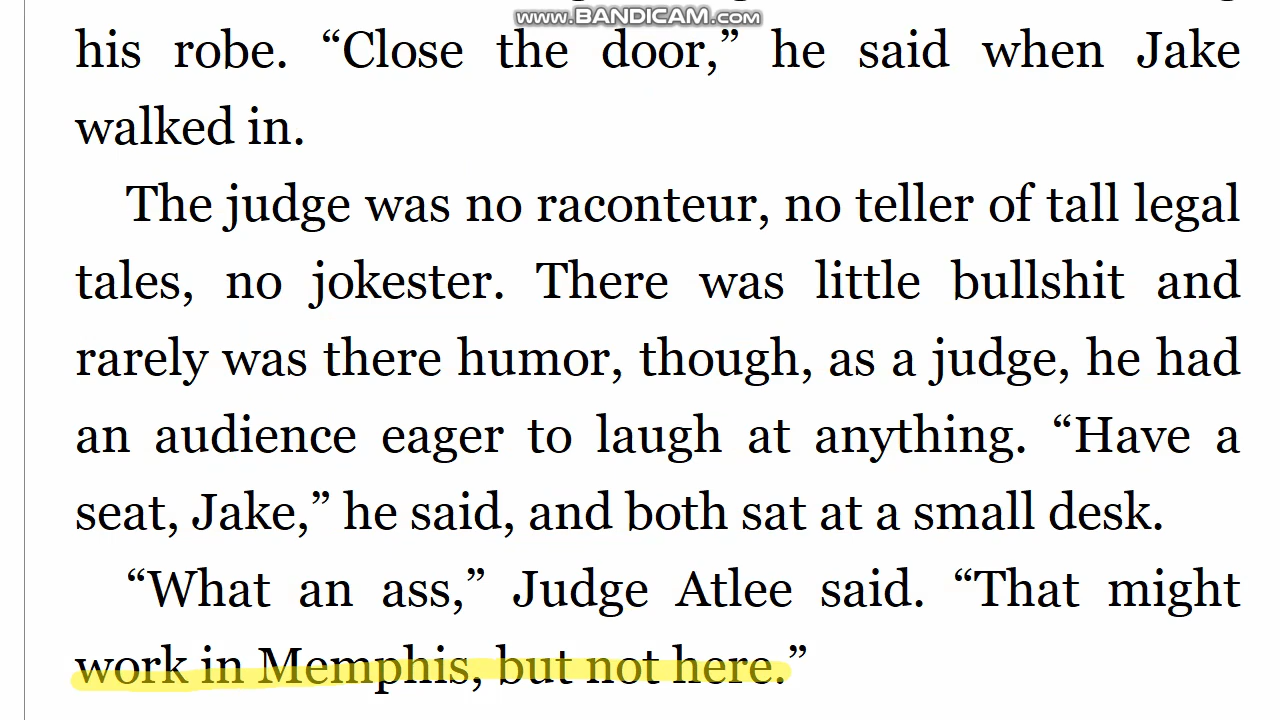 www.BANDICAM.com
his robe. “Close the door,” he said when Jake
walked in.
The judge was no raconteur, no teller of tall legal
tales, no jokester. There was little bullshit and
rarely was there humor, though, as a judge, he had
an audience eager to laugh at anything. “Have a
seat, Jake,” he said, and both sat at a small desk.
“What an ass,” Judge Atlee said. “That might
work in Memphis, but not here.”